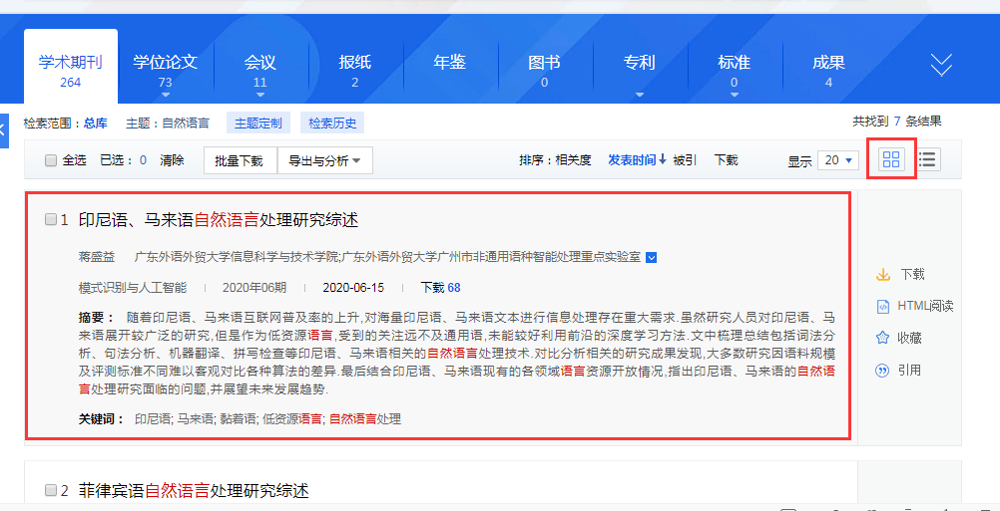 学术期刊 学位论文 会议 报纸 年鉴 图书 专利 标准 成果
264 73 11 2 0 0 4
检索范围：总库 主题：自然语言 主题定制 检索历史 共找到 7 条结果
全选 已选：0 清除 批量下载 导出与分析 排序：相关度 发表时间↓ 被引 下载 显示 20
1 印尼语、马来语自然语言处理研究综述
蒋盛益 广东外语外贸大学信息科学与技术学院;广东外语外贸大学广州市非通用语种智能处理重点实验室
模式识别与人工智能 2020年06期 2020-06-15 下载 68
摘要： 随着印尼语、马来语互联网普及率的上升,对海量印尼语、马来语文本进行信息处理存在重大需求.虽然研究人员对印尼语、马
来语展开较广泛的研究,但是作为低资源语言,受到的关注远不及通用语,未能较好利用前沿的深度学习方法.文中梳理总结包括词法分
析、句法分析、机器翻译、拼写检查等印尼语、马来语相关的自然语言处理技术.对比分析相关的研究成果发现,大多数研究因语料规模
及评测标准不同难以客观对比各种算法的差异.最后结合印尼语、马来语现有的各领域语言资源开放情况,指出印尼语、马来语的自然语
言处理研究面临的问题,并展望未来发展趋势.
关键词： 印尼语; 马来语; 黏着语; 低资源语言; 自然语言处理
下载
HTML阅读
收藏
引用
2 菲律宾语自然语言处理研究综述